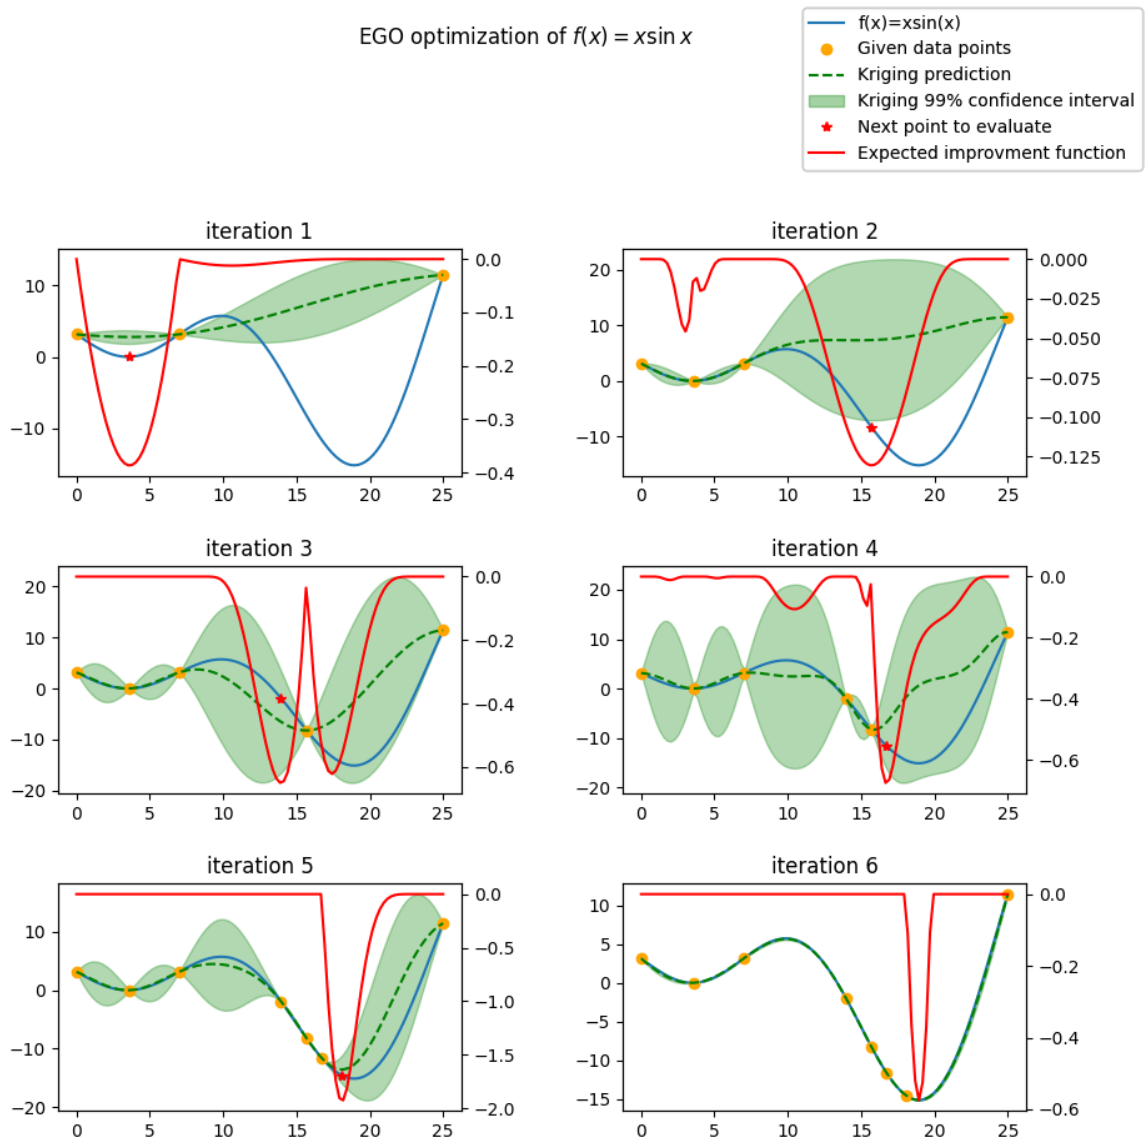 EGO optimization of f(x) = x sin x
f(x)=xsin(x)
Given data points
Kriging prediction
Kriging 99% confidence interval
Next point to evaluate
Expected improvment function
iteration 1
10
0
−10
0.0
−0.1
−0.2
−0.3
−0.4
0 5 10 15 20 25
iteration 2
20
10
0
−10
0.000
−0.025
−0.050
−0.075
−0.100
−0.125
0 5 10 15 20 25
iteration 3
20
10
0
−10
−20
0.0
−0.2
−0.4
−0.6
0 5 10 15 20 25
iteration 4
20
10
0
−10
−20
0.0
−0.2
−0.4
−0.6
0 5 10 15 20 25
iteration 5
10
0
−10
−20
0.0
−0.5
−1.0
−1.5
−2.0
0 5 10 15 20 25
iteration 6
10
5
0
−5
−10
−15
0.0
−0.2
−0.4
−0.6
0 5 10 15 20 25